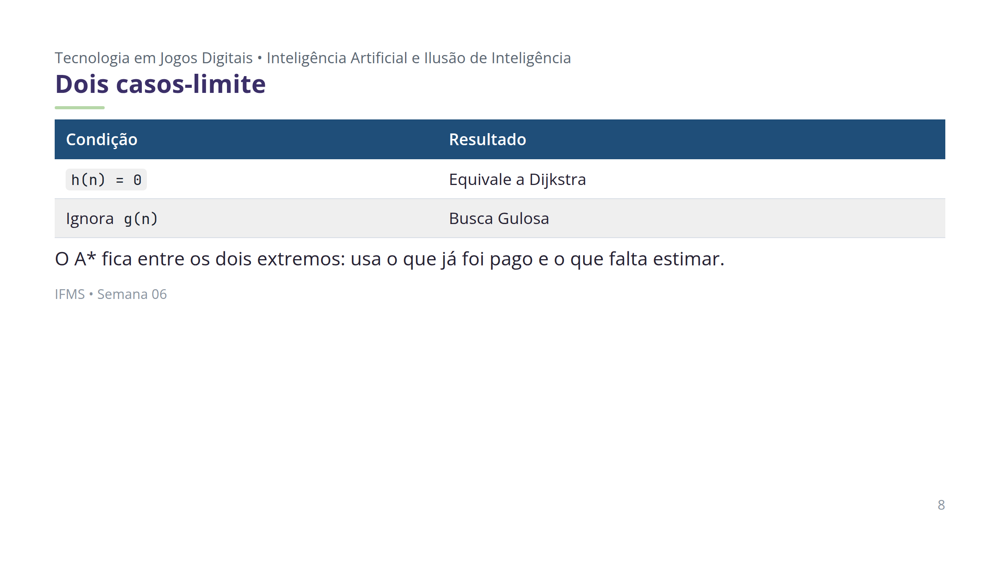 Tecnologia em Jogos Digitais • Inteligência Artificial e Ilusão de Inteligência
Dois casos-limite
Condição Resultado
h(n) = 0 Equivale a Dijkstra
Ignora g(n) Busca Gulosa
O A* fica entre os dois extremos: usa o que já foi pago e o que falta estimar.
IFMS • Semana 06
8